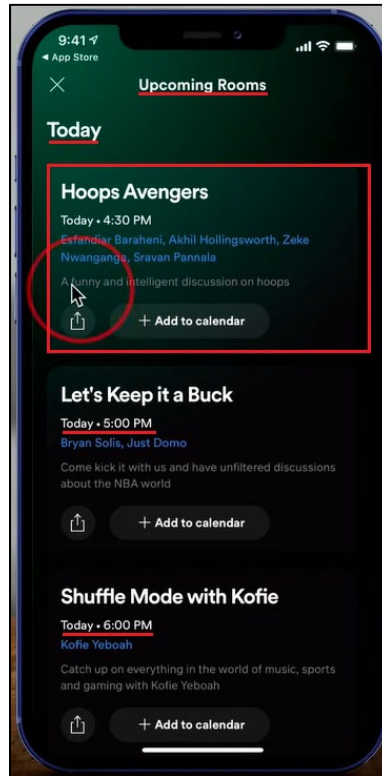 9:41
App Store
Upcoming Rooms
Today
Hoops Avengers
Today • 4:30 PM
Esfandiar Baraheni, Akhil Hollingsworth, Zeke
Nwanganga, Sravan Pannala
A funny and intelligent discussion on hoops
+ Add to calendar
Let's Keep it a Buck
Today • 5:00 PM
Bryan Solis, Just Domo
Come kick it with us and have unfiltered discussions
about the NBA world
+ Add to calendar
Shuffle Mode with Kofie
Today • 6:00 PM
Kofie Yeboah
Catch up on everything in the world of music, sports
and gaming with Kofie Yeboah
+ Add to calendar